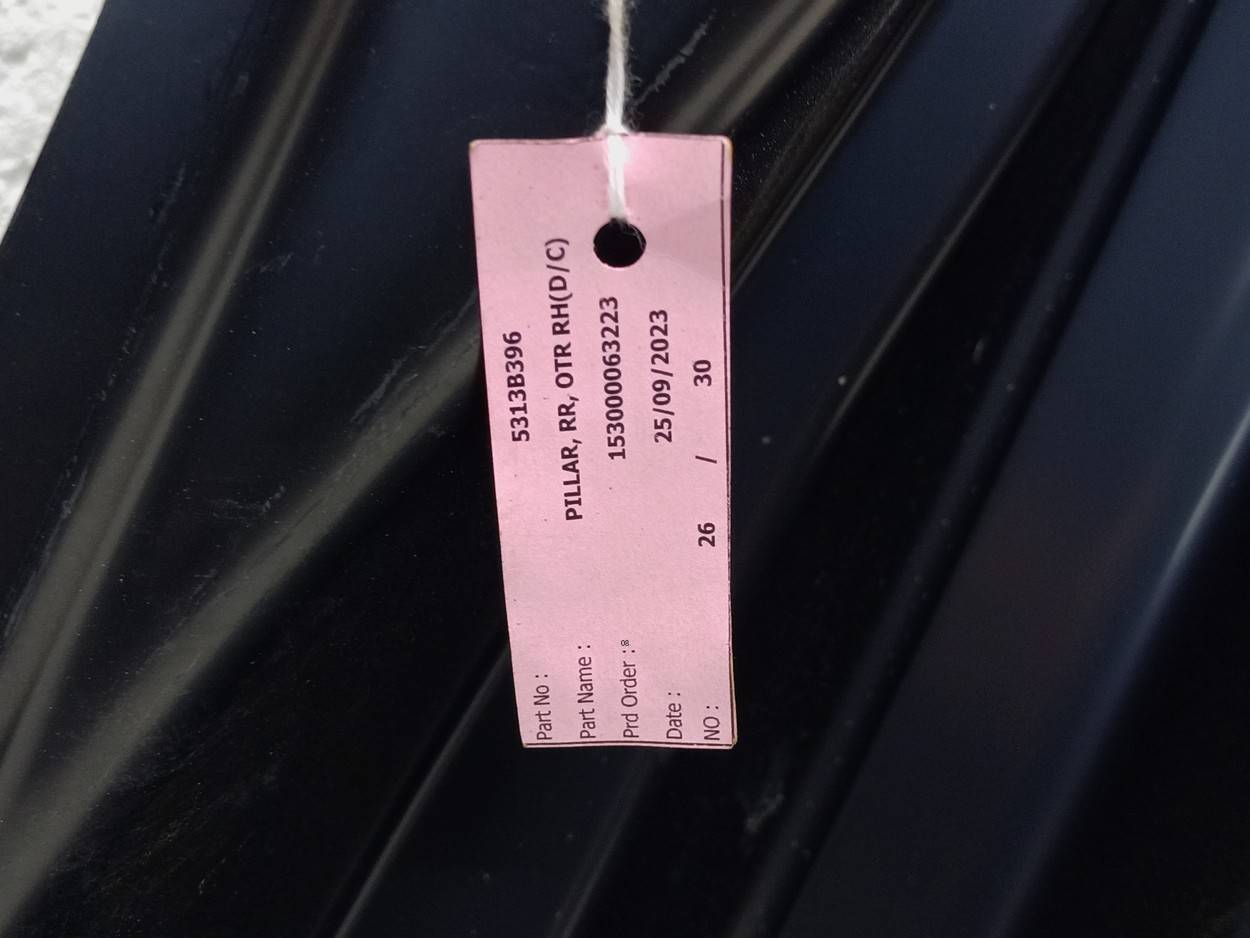 Part No : 5313B396
Part Name : PILLAR, RR, OTR RH(D/C)
Prd Order : 153000063223
Date : 25/09/2023
NO : 26 / 30